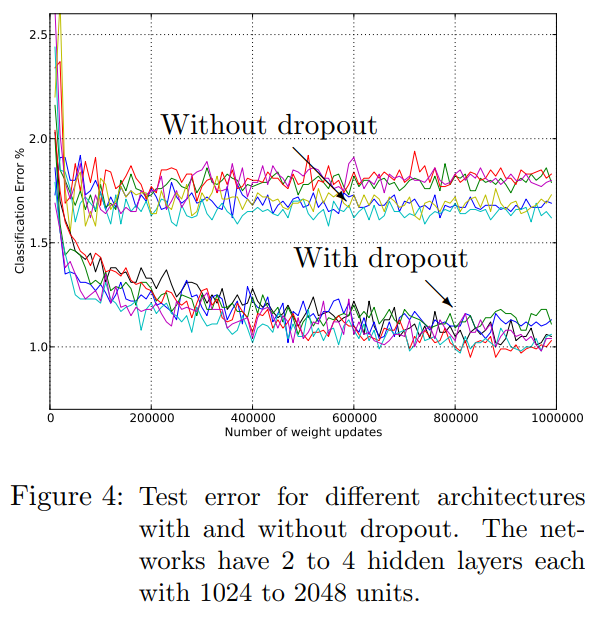 2.5
2.0
1.5
1.0
Classification Error %
Without dropout
With dropout
0
200000
400000
600000
800000
1000000
Number of weight updates
Figure 4: Test error for different architectures
with and without dropout. The net-
works have 2 to 4 hidden layers each
with 1024 to 2048 units.